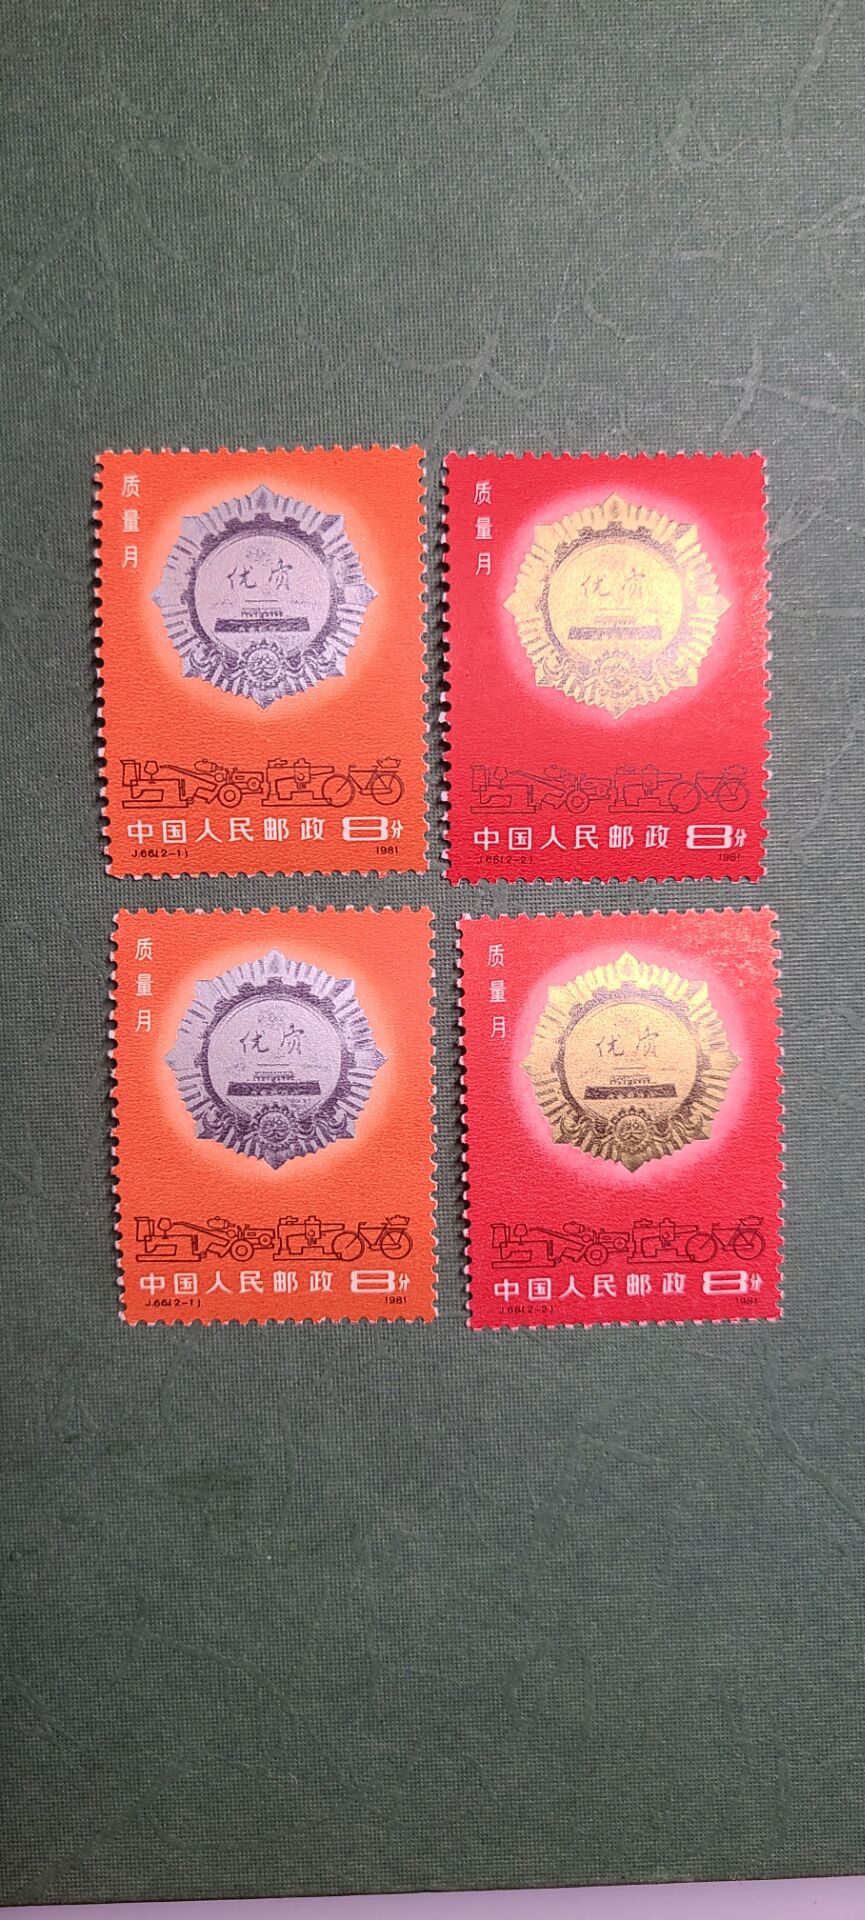 质量月
优质
中国人民邮政 8分
J.66.(2-1) 1981
质量月
优质
中国人民邮政 8分
J.66.(2-2) 1981
质量月
优质
中国人民邮政 8分
J.66.(2-1) 1981
质量月
优质
中国人民邮政 8分
J.66.(2-2) 1981